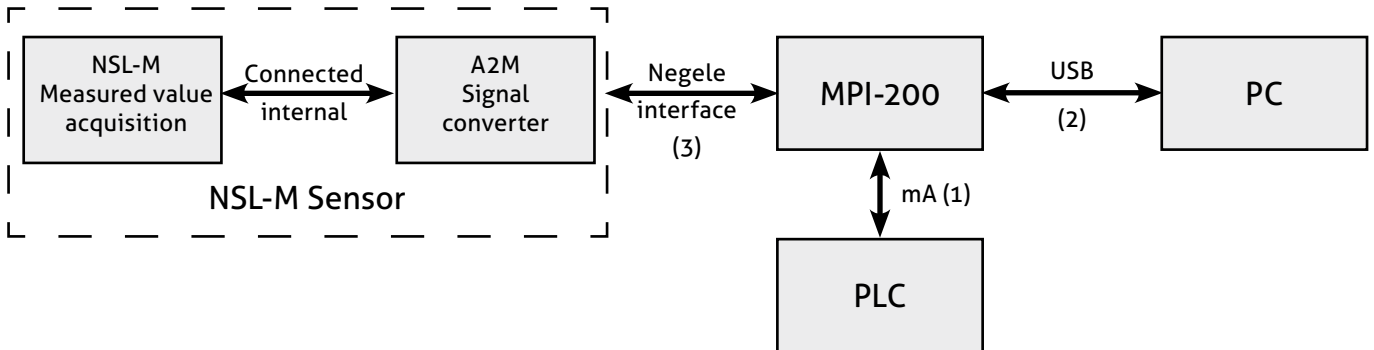 NSL-M
Measured value
acquisition
Connected
internal
A2M
Signal
converter
NSL-M Sensor
Negele
interface
(3)
MPI-200
USB
(2)
PC
mA (1)
PLC